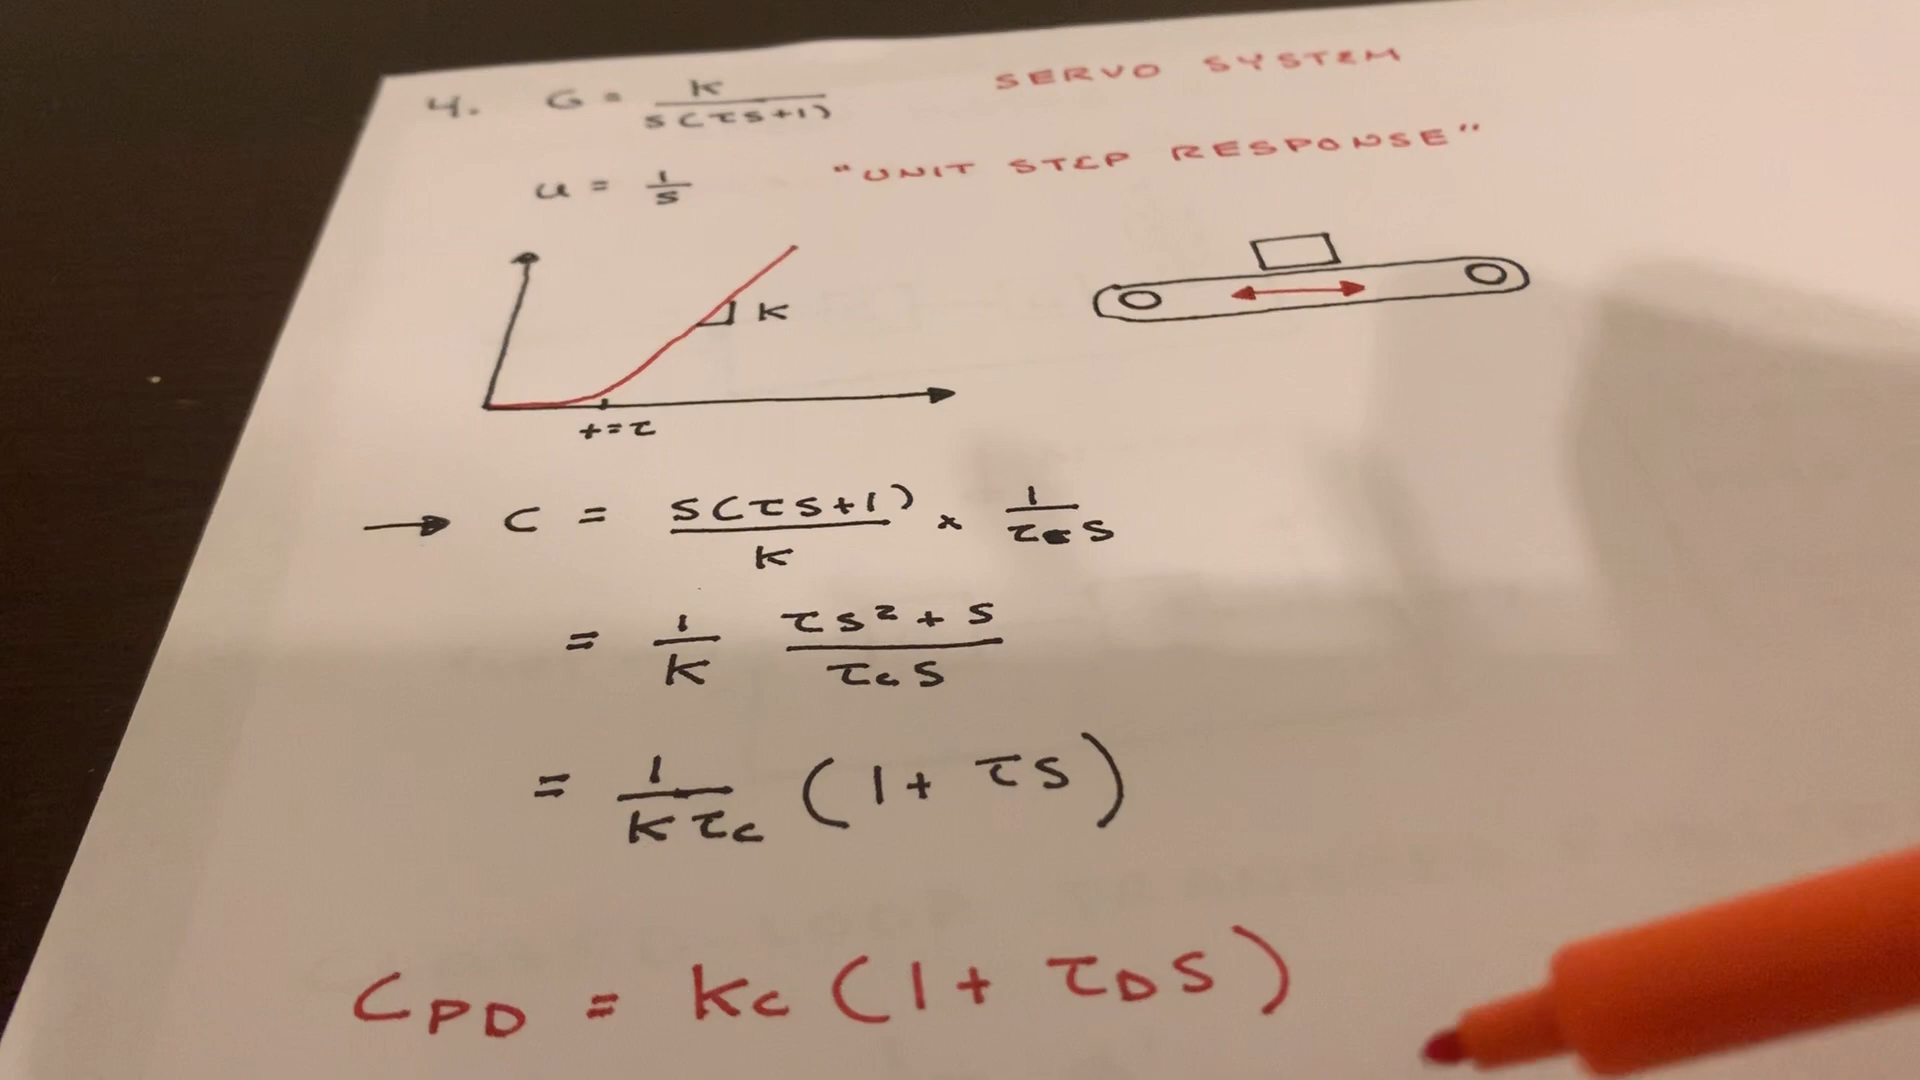 4. G = K / s(τs+1) SERVO SYSTEM
u = 1/s "UNIT STEP RESPONSE"
K
t=τ
→ C = s(τs+1)/K × 1/τcs
= 1/K τs²+s/τcs
= 1/Kτc (1+τs)
CPD = Kc (1+τDs)